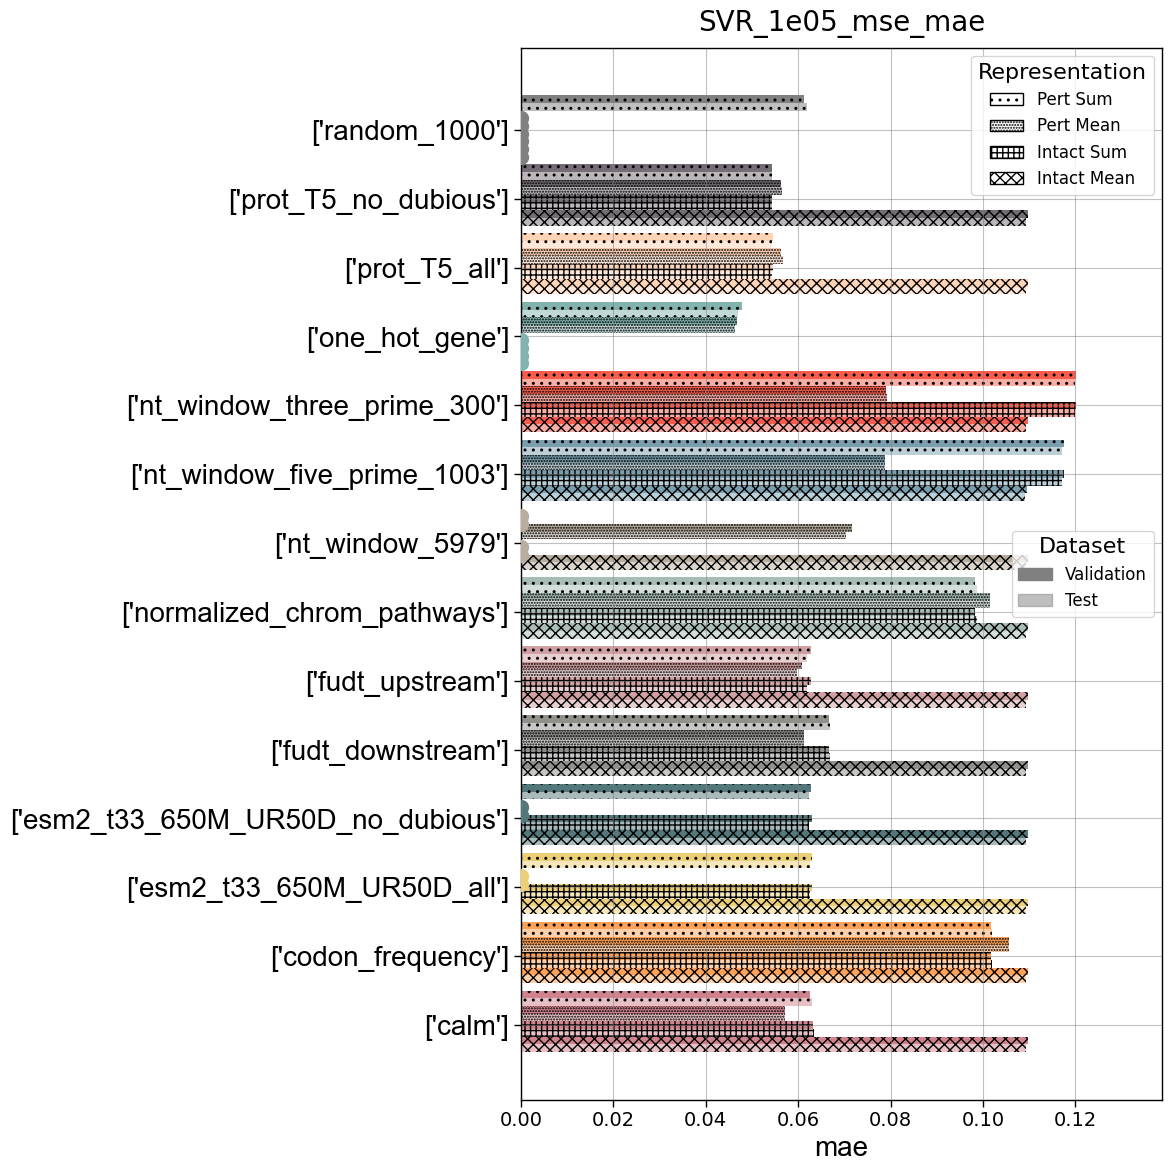 SVR_1e05_mse_mae
Representation
Pert Sum
Pert Mean
Intact Sum
Intact Mean
['random_1000']
['prot_T5_no_dubious']
['prot_T5_all']
['one_hot_gene']
['nt_window_three_prime_300']
['nt_window_five_prime_1003']
['nt_window_5979']
Dataset
Validation
Test
['normalized_chrom_pathways']
['fudt_upstream']
['fudt_downstream']
['esm2_t33_650M_UR50D_no_dubious']
['esm2_t33_650M_UR50D_all']
['codon_frequency']
['calm']
0.00 0.02 0.04 0.06 0.08 0.10 0.12
mae